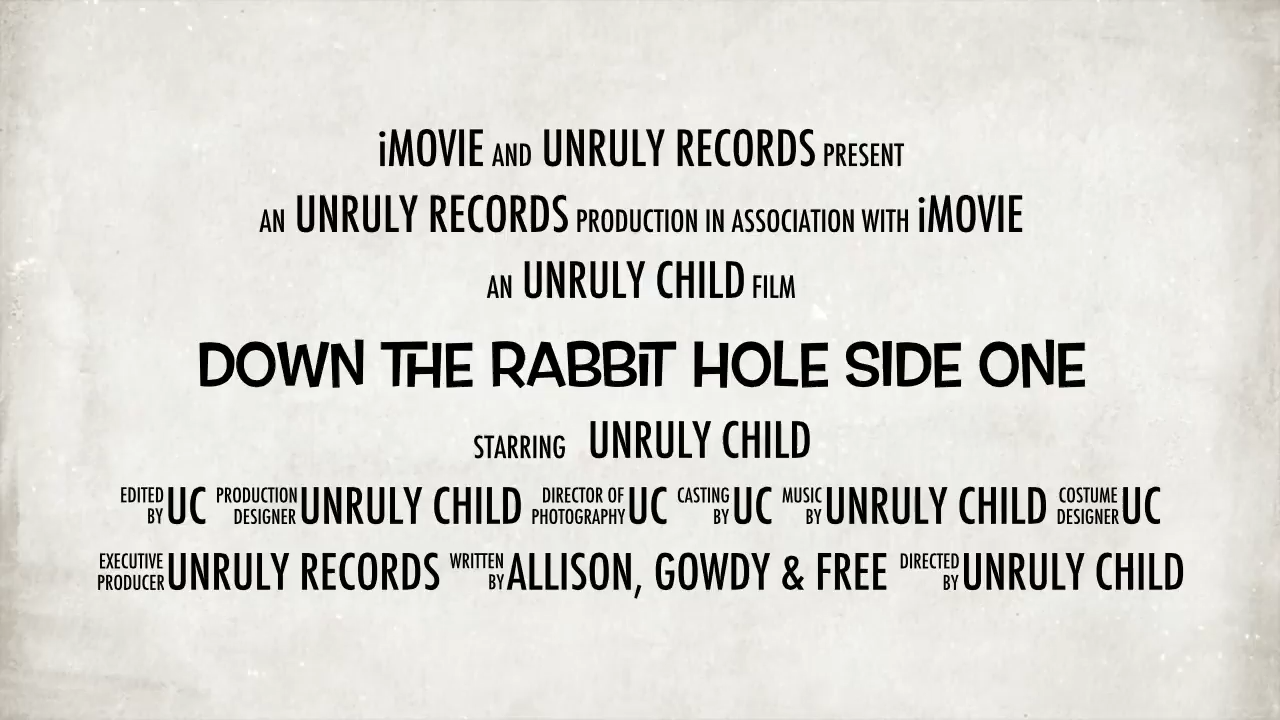 iMOVIE AND UNRULY RECORDS PRESENT
AN UNRULY RECORDS PRODUCTION IN ASSOCIATION WITH iMOVIE
AN UNRULY CHILD FILM
DOWN THE RABBiT HOLE SIDE ONE
STARRING UNRULY CHILD
EDITED BY UC PRODUCTION DESIGNER UNRULY CHILD DIRECTOR OF PHOTOGRAPHY UC CASTING BY UC MUSIC BY UNRULY CHILD COSTUME DESIGNER UC
EXECUTIVE PRODUCER UNRULY RECORDS WRITTEN BY ALLISON, GOWDY & FREE DIRECTED BY UNRULY CHILD